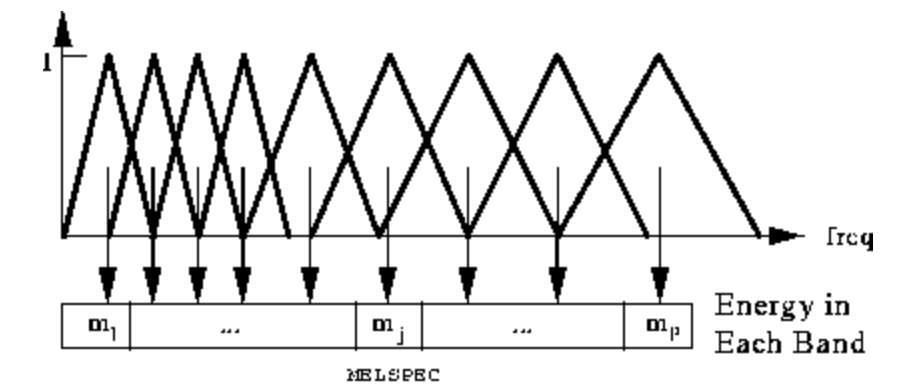 1
freq
m1 ... mj ... mp
Energy in
Each Band
MELSPEC